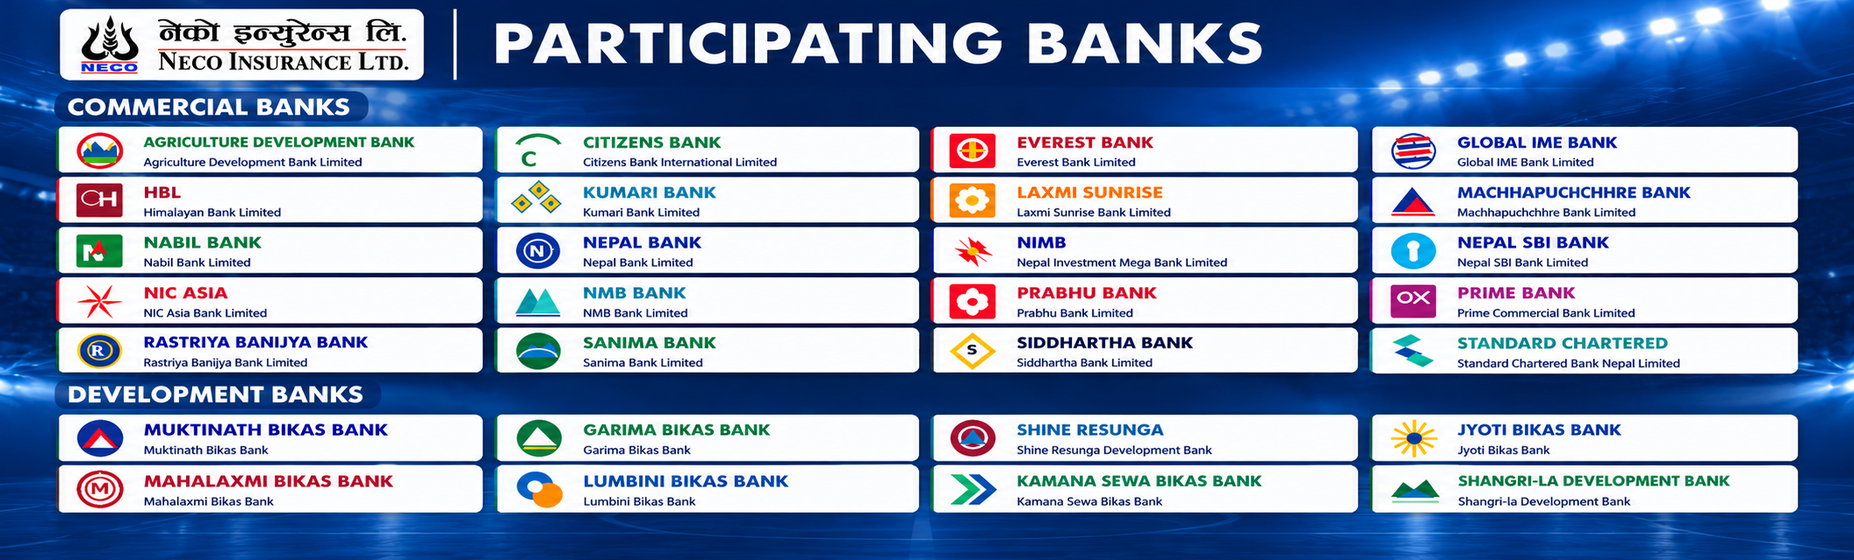 नेको इन्स्युरेन्स लि.
NECO
NECO INSURANCE LTD.
PARTICIPATING BANKS
COMMERCIAL BANKS
AGRICULTURE DEVELOPMENT BANK
Agriculture Development Bank Limited
C
CITIZENS BANK
Citizens Bank International Limited
EVEREST BANK
Everest Bank Limited
GLOBAL IME BANK
Global IME Bank Limited
CH
HBL
Himalayan Bank Limited
KUMARI BANK
Kumari Bank Limited
LAXMI SUNRISE
Laxmi Sunrise Bank Limited
MACHHAPUCHCHHRE BANK
Machhapuchchhre Bank Limited
N
NABIL BANK
Nabil Bank Limited
N
NEPAL BANK
Nepal Bank Limited
NIMB
Nepal Investment Mega Bank Limited
NEPAL SBI BANK
Nepal SBI Bank Limited
NIC ASIA
NIC Asia Bank Limited
NMB BANK
NMB Bank Limited
PRABHU BANK
Prabhu Bank Limited
OX
PRIME BANK
Prime Commercial Bank Limited
R
RASTRIYA BANIJYA BANK
Rastriya Banijya Bank Limited
SANIMA BANK
Sanima Bank Limited
S
SIDDHARTHA BANK
Siddhartha Bank Limited
STANDARD CHARTERED
Standard Chartered Bank Nepal Limited
DEVELOPMENT BANKS
MUKTINATH BIKAS BANK
Muktinath Bikas Bank
GARIMA BIKAS BANK
Garima Bikas Bank
SHINE RESUNGA
Shine Resunga Development Bank
JYOTI BIKAS BANK
Jyoti Bikas Bank
M
MAHALAXMI BIKAS BANK
Mahalaxmi Bikas Bank
LUMBINI BIKAS BANK
Lumbini Bikas Bank
KAMANA SEWA BIKAS BANK
Kamana Sewa Bikas Bank
SHANGRI-LA DEVELOPMENT BANK
Shangri-la Development Bank